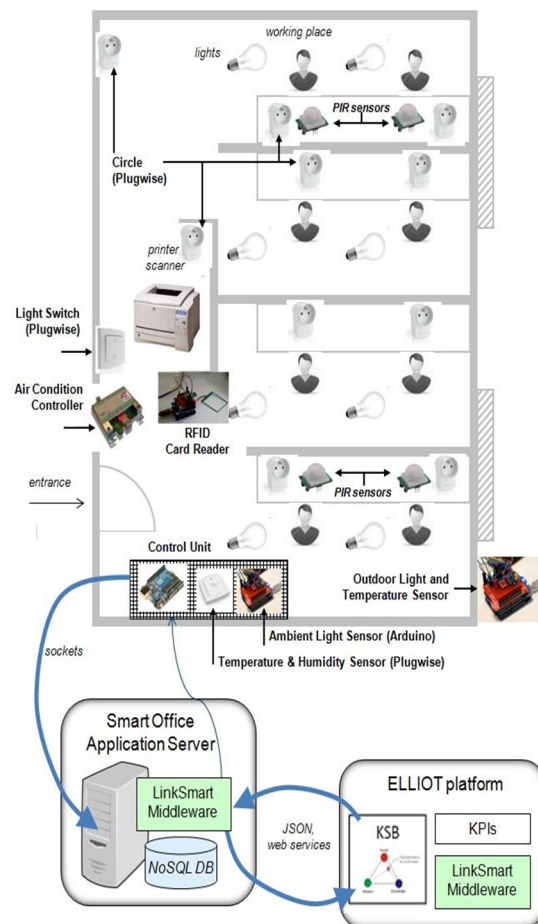 working place
lights
PIR sensors
Circle
(Plugwise)
printer
scanner
Light Switch
(Plugwise)
Air Condition
Controller
RFID
Card Reader
entrance
PIR sensors
Control Unit
Outdoor Light and
Temperature Sensor
Ambient Light Sensor (Arduino)
Temperature & Humidity Sensor (Plugwise)
sockets
Smart Office
Application Server
LinkSmart
Middleware
NoSQL DB
JSON,
web services
ELLIOT platform
KSB
KPIs
LinkSmart
Middleware